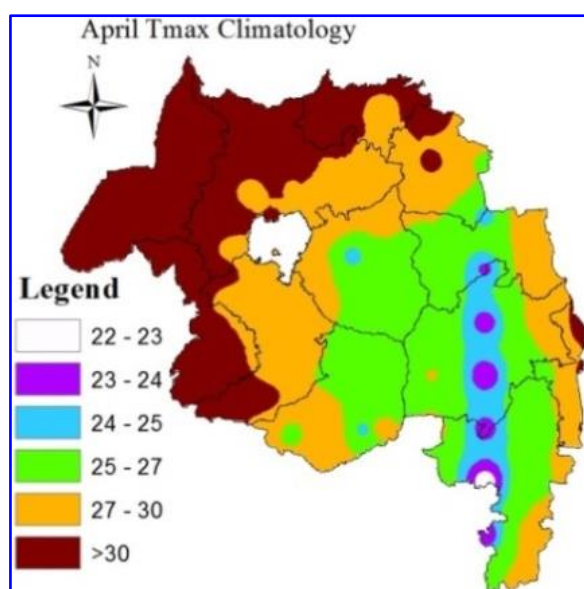 April Tmax Climatology
N
Legend
22 - 23
23 - 24
24 - 25
25 - 27
27 - 30
>30